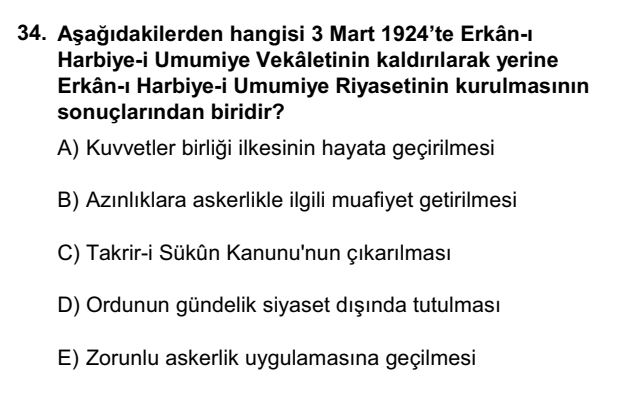 34. Aşağıdakilerden hangisi 3 Mart 1924’te Erkân-ı
Harbiye-i Umumiye Vekâletinin kaldırılarak yerine
Erkân-ı Harbiye-i Umumiye Riyasetinin kurulmasının
sonuçlarından biridir?
A) Kuvvetler birliği ilkesinin hayata geçirilmesi
B) Azınlıklara askerlikle ilgili muafiyet getirilmesi
C) Takrir-i Sükûn Kanunu'nun çıkarılması
D) Ordunun gündelik siyaset dışında tutulması
E) Zorunlu askerlik uygulamasına geçilmesi